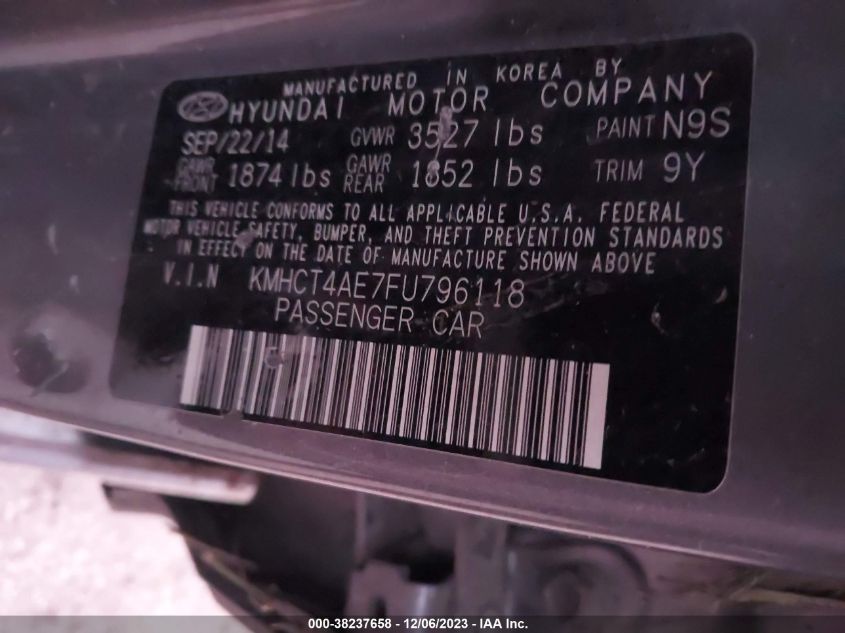 MANUFACTURED IN KOREA BY
HYUNDAI MOTOR COMPANY
SEP/22/14 GVWR 3527 lbs PAINT N9S
GAWR FRONT 1874 lbs GAWR REAR 1852 lbs TRIM 9Y
THIS VEHICLE CONFORMS TO ALL APPLICABLE U.S.A. FEDERAL
MOTOR VEHICLE SAFETY, BUMPER, AND THEFT PREVENTION STANDARDS
IN EFFECT ON THE DATE OF MANUFACTURE SHOWN ABOVE
V.I.N KMHCT4AE7FU796118
PASSENGER CAR
000-38237658 - 12/06/2023 - IAA Inc.